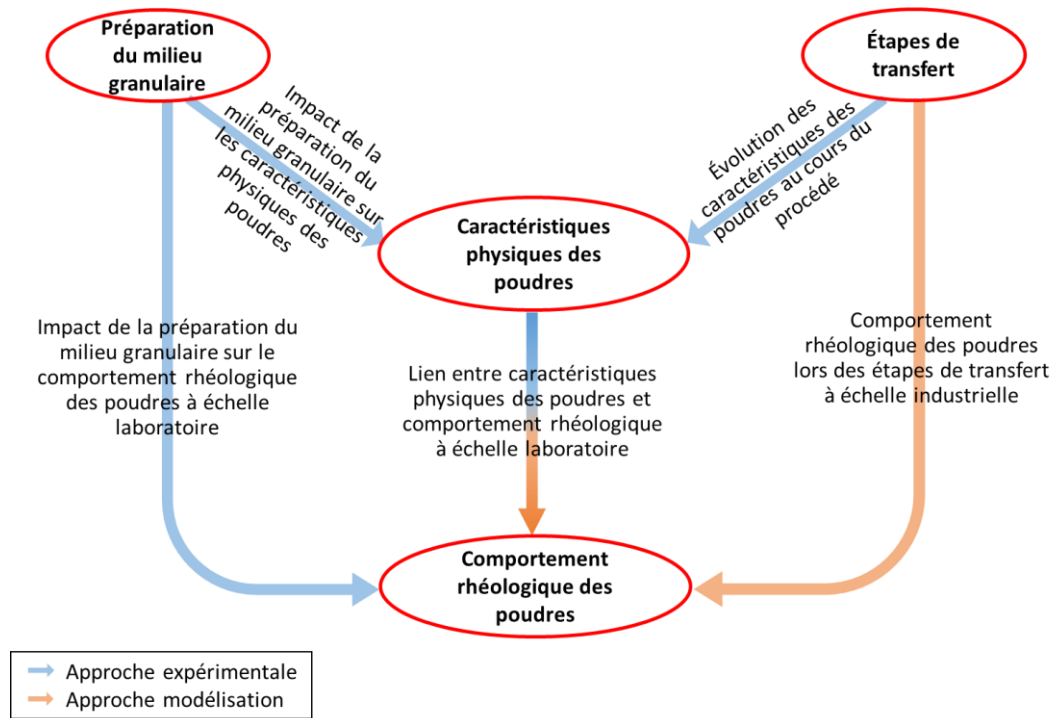 Préparation
du milieu
granulaire
Étapes de
transfert
Impact de la
préparation du
milieu granulaire sur
les caractéristiques
physiques des
poudres
Évolution des
caractéristiques des
poudres au cours du
procédé
Caractéristiques
physiques des
poudres
Impact de la préparation du
milieu granulaire sur le
comportement rhéologique
des poudres à échelle
laboratoire
Lien entre caractéristiques
physiques des poudres et
comportement rhéologique
à échelle laboratoire
Comportement
rhéologique des poudres
lors des étapes de transfert
à échelle industrielle
Comportement
rhéologique des
poudres
Approche expérimentale
Approche modélisation